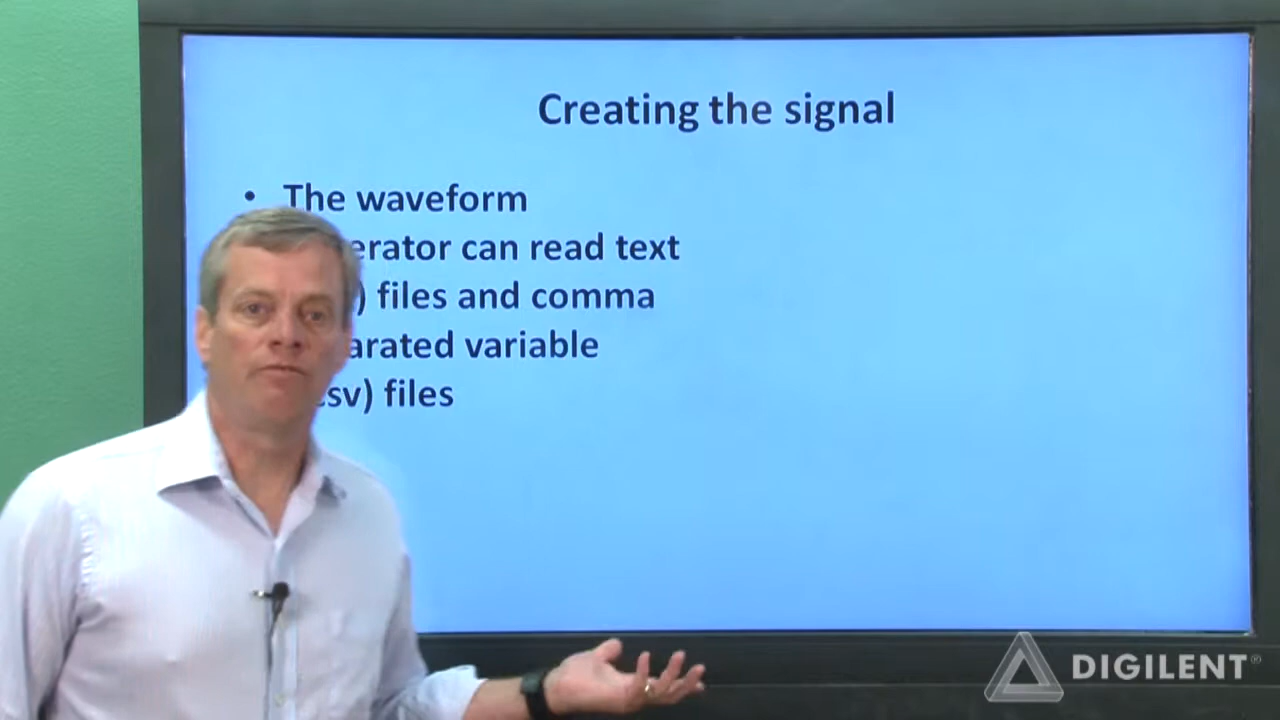 Creating the signal
• The waveform
erator can read text
) files and comma
arated variable
sv) files
DIGILENT®